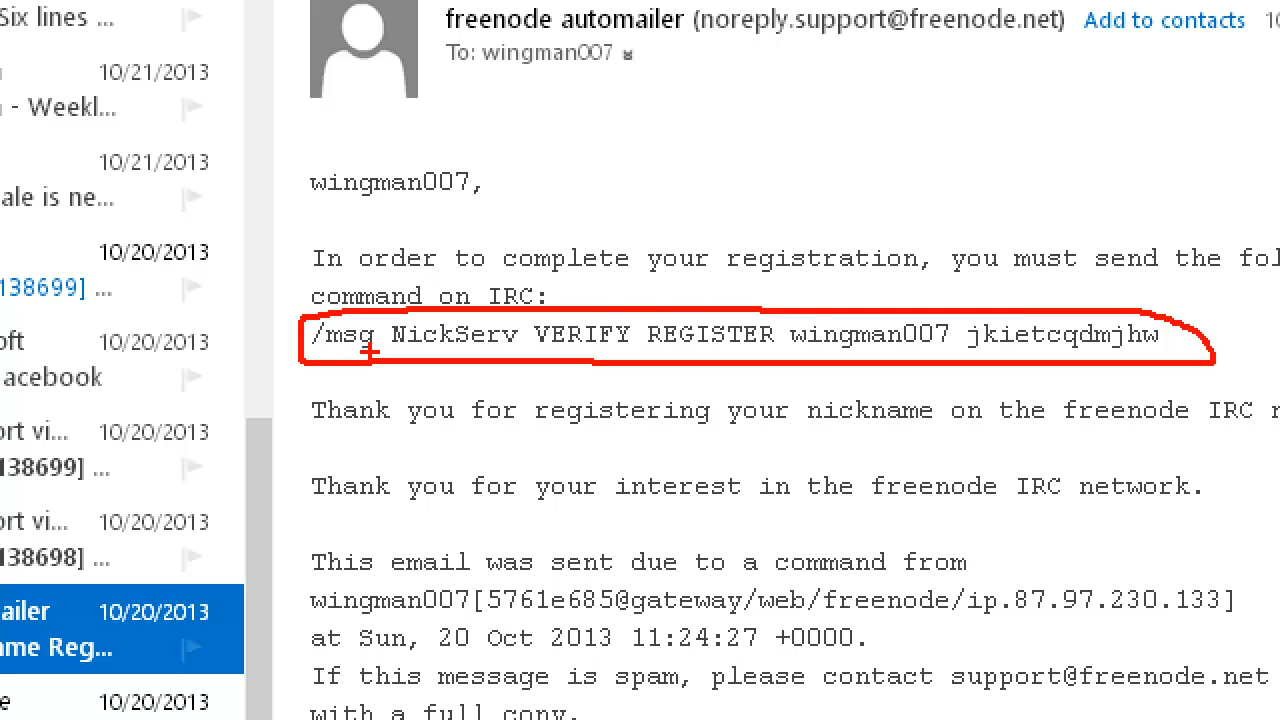 Six lines ...
10/21/2013
- Weekl...
10/21/2013
ale is ne...
10/20/2013
138699] ...
oft 10/20/2013
acebook
ort vi... 10/20/2013
138699] ...
ort vi... 10/20/2013
138698] ...
ailer 10/20/2013
me Reg...
e 10/20/2013
freenode automailer (noreply.support@freenode.net) Add to contacts 10
To: wingman007
wingman007,
In order to complete your registration, you must send the fol
command on IRC:
/msg NickServ VERIFY REGISTER wingman007 jkietcqdmjhw
Thank you for registering your nickname on the freenode IRC n
Thank you for your interest in the freenode IRC network.
This email was sent due to a command from
wingman007[5761e685@gateway/web/freenode/ip.87.97.230.133]
at Sun, 20 Oct 2013 11:24:27 +0000.
If this message is spam, please contact support@freenode.net
with a full copy.